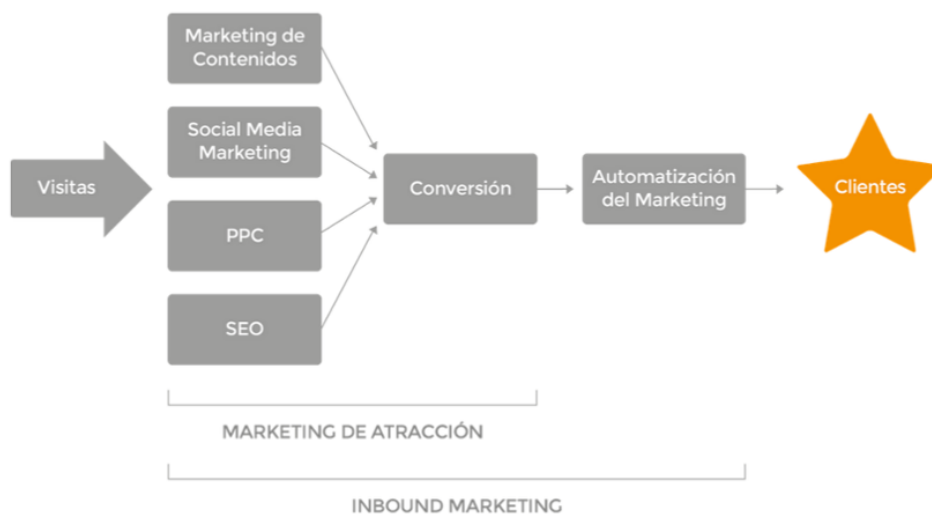 Marketing de
Contenidos
Social Media
Marketing
Visitas
PPC
SEO
Conversión
Automatización
del Marketing
Clientes
MARKETING DE ATRACCIÓN
INBOUND MARKETING